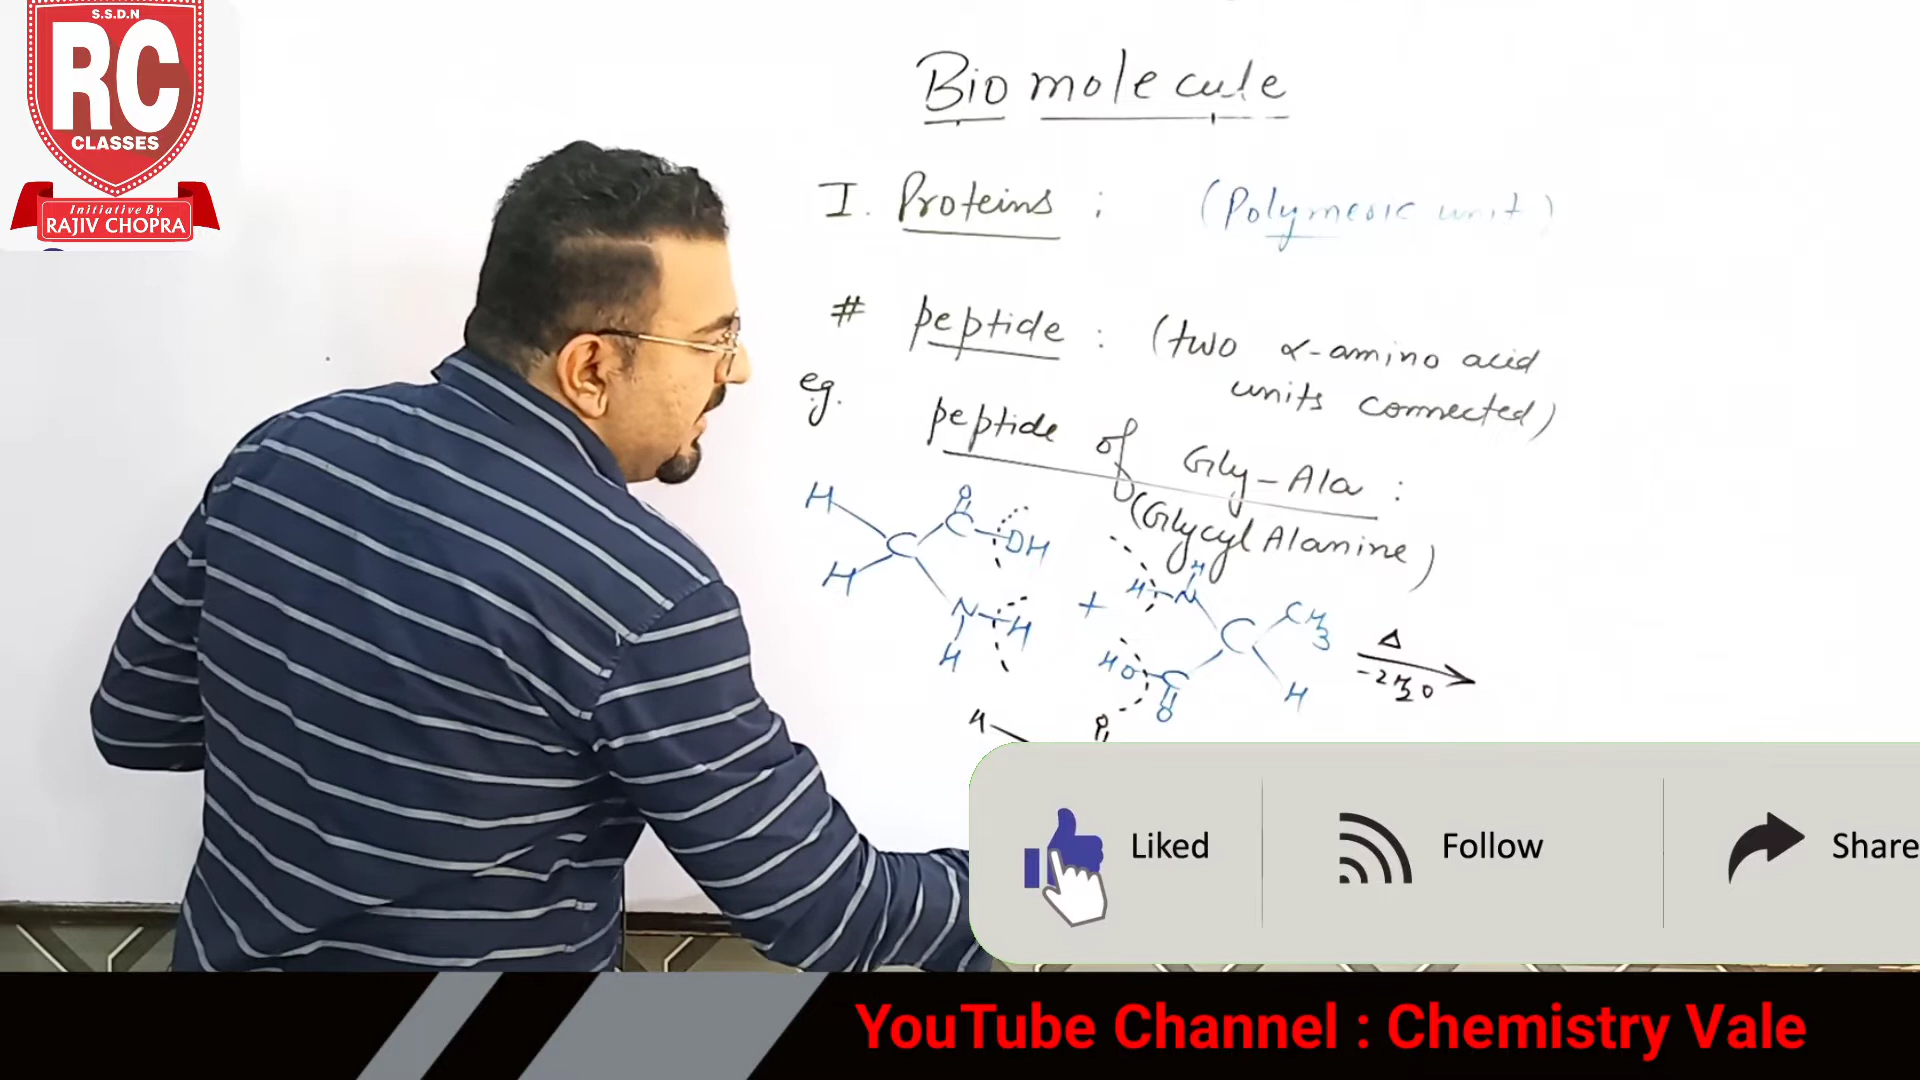 S.S.D.N
RC
CLASSES
Initiative By
RAJIV CHOPRA
Biomolecule
I. Proteins : (Polymeric unit)
# peptide : (two α-amino acid
units connected)
eg. peptide of Gly-Ala :
(Glycyl Alanine)
H
O
C
OH
C
H
N
H
H
+
H
N
H
C
CH3
HO
C
O
H
Δ
-2H2O
H
O
Liked
Follow
Share
YouTube Channel : Chemistry Vale